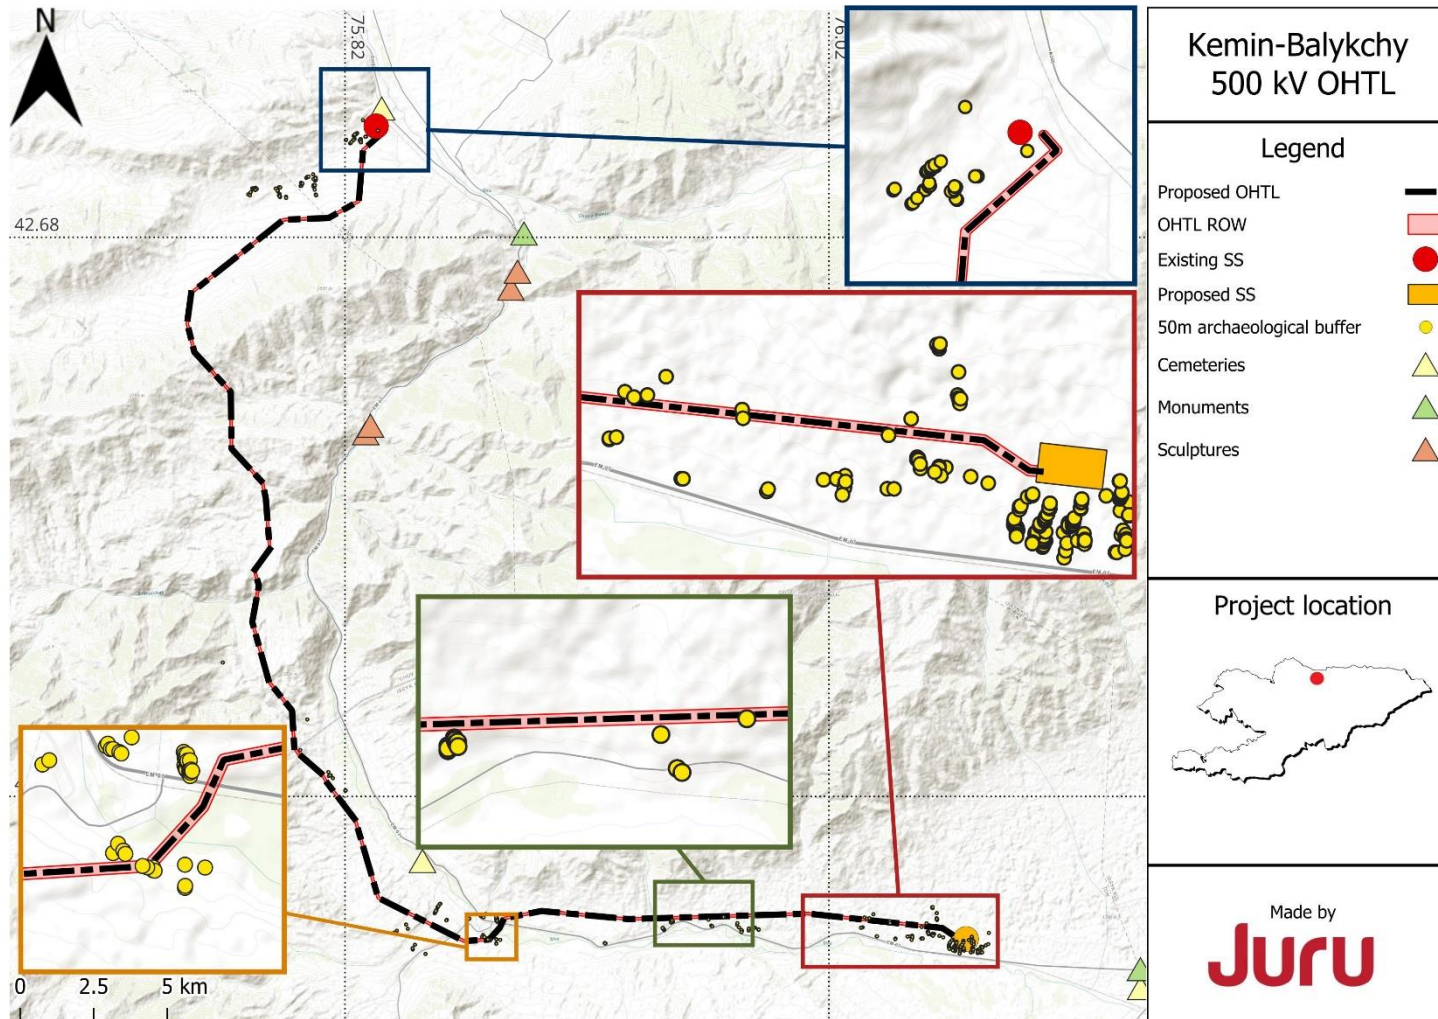 N
75.82
76.02
42.68
0
2.5
5 km
Kemin-Balykchy
500 kV OHTL
Legend
Proposed OHTL
OHTL ROW
Existing SS
Proposed SS
50m archaeological buffer
Cemeteries
Monuments
Sculptures
Project location
Made by
Juru